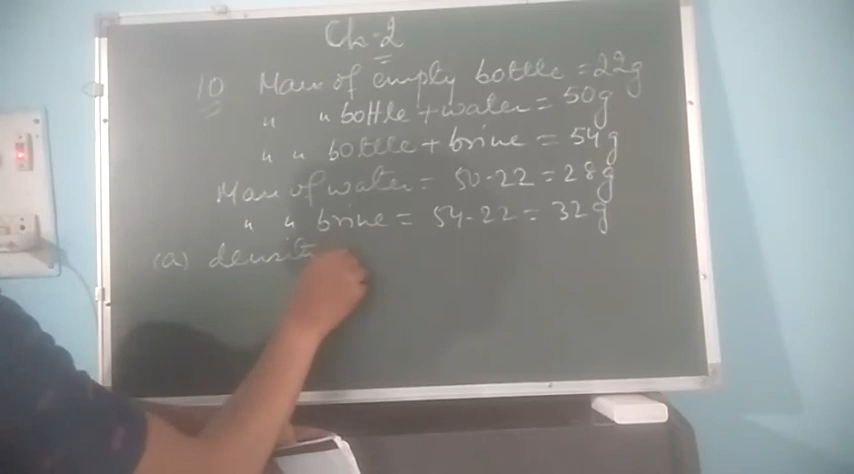 Ch-2
10 Mass of empty bottle = 22g
" " bottle + water = 50g
" " bottle + brine = 54g
Mass of water = 50-22 = 28g
" " brine = 54-22 = 32g
(a) densit